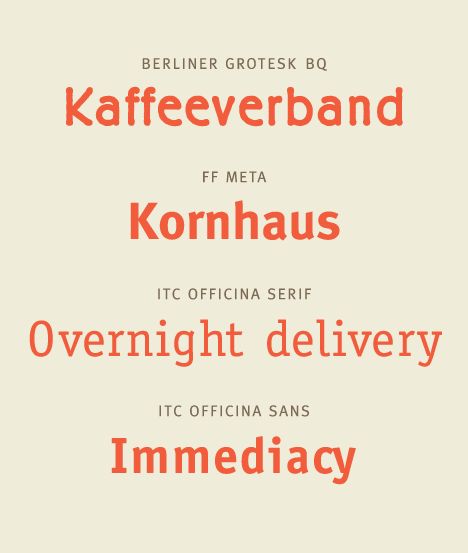 BERLINER GROTESK BQ
Kaffeeverband
FF META
Kornhaus
ITC OFFICINA SERIF
Overnight delivery
ITC OFFICINA SANS
Immediacy